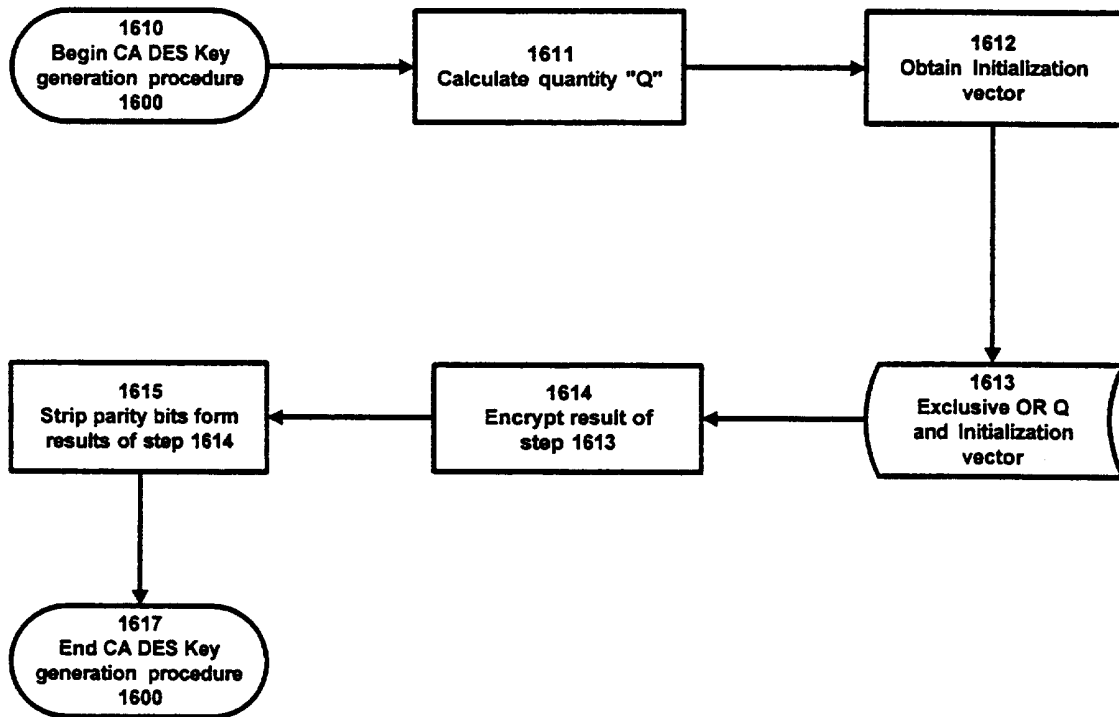 1610
Begin CA DES Key
generation procedure
1600
1611
Calculate quantity "Q"
1612
Obtain Initialization
vector
1613
Exclusive OR Q
and Initialization
vector
1614
Encrypt result of
step 1613
1615
Strip parity bits form
results of step 1614
1617
End CA DES Key
generation procedure
1600